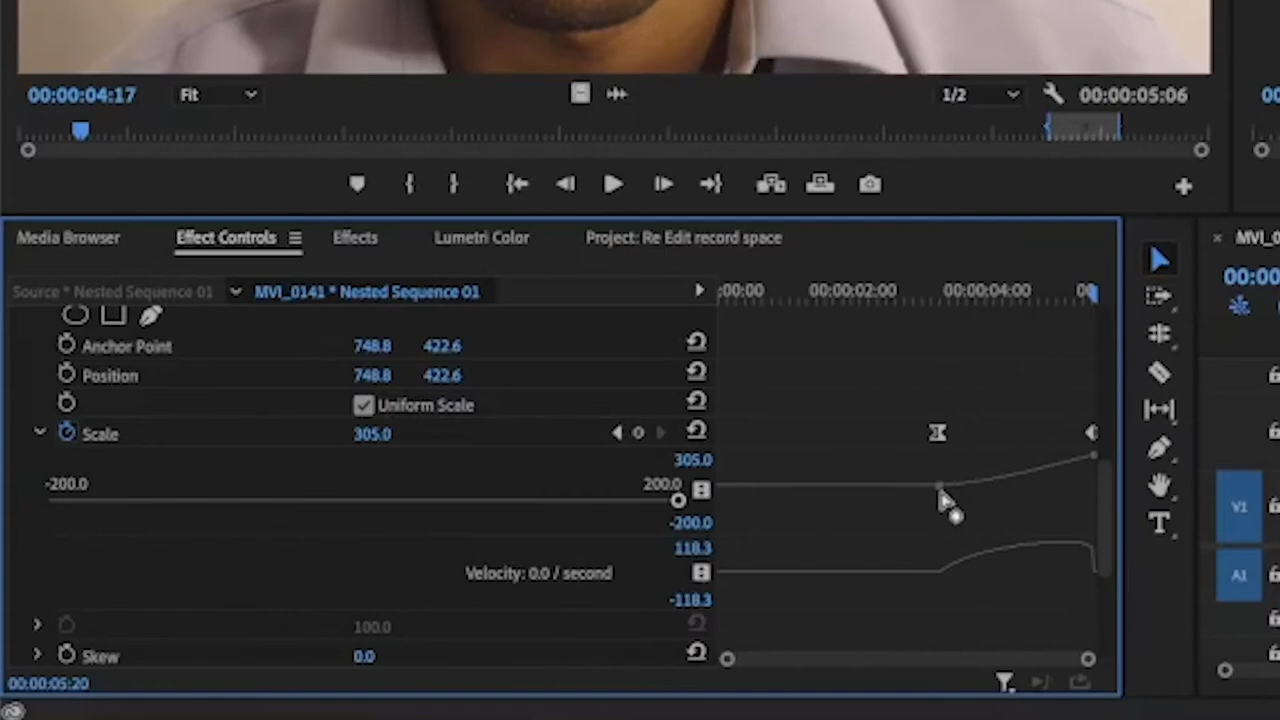 00:00:04:17 Fit 1/2 00:00:05:06
Media Browser Effect Controls Effects Lumetri Color Project: Re Edit record space
Source * Nested Sequence 01 MVI_0141 * Nested Sequence 01 :00:00 00:00:02:00 00:00:04:00 00
MVI_0
00:00
Anchor Point 748.8 422.6
Position 748.8 422.6
Uniform Scale
Scale 305.0
305.0
-200.0 200.0
-200.0
118.3
Velocity: 0.0 / second
-118.3
100.0
Skew 0.0
00:00:05:20
T
V1
A1